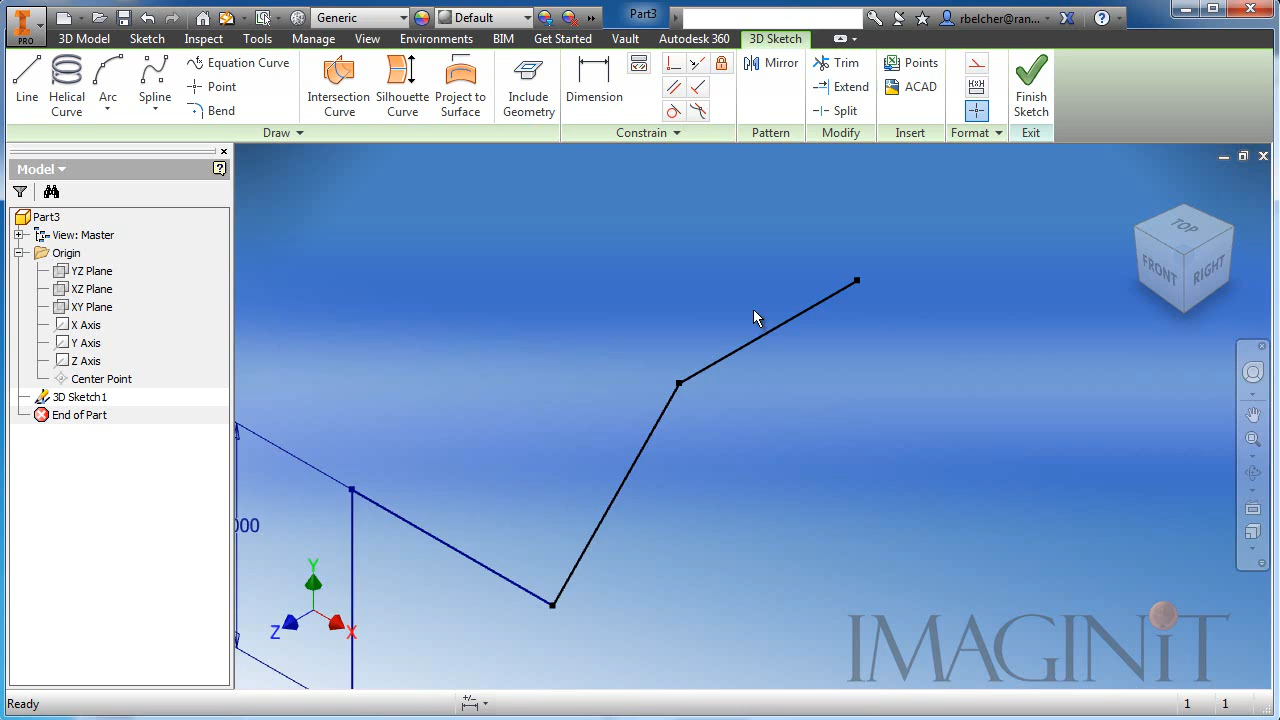 Generic
Default
Part3
rbelcher@ran...
PRO
3D Model Sketch Inspect Tools Manage View Environments BIM Get Started Vault Autodesk 360 3D Sketch
Line
Helical Curve
Arc
Spline
Equation Curve
Point
Bend
Intersection Curve
Silhouette Curve
Project to Surface
Include Geometry
Dimension
Mirror
Trim
Extend
Split
Points
ACAD
Finish Sketch
Draw Constrain Pattern Modify Insert Format Exit
Model
Part3
View: Master
Origin
YZ Plane
XZ Plane
XY Plane
X Axis
Y Axis
Z Axis
Center Point
3D Sketch1
End of Part
TOP
FRONT
RIGHT
000
Y
Z
X
IMAGINiT
Ready
1 1